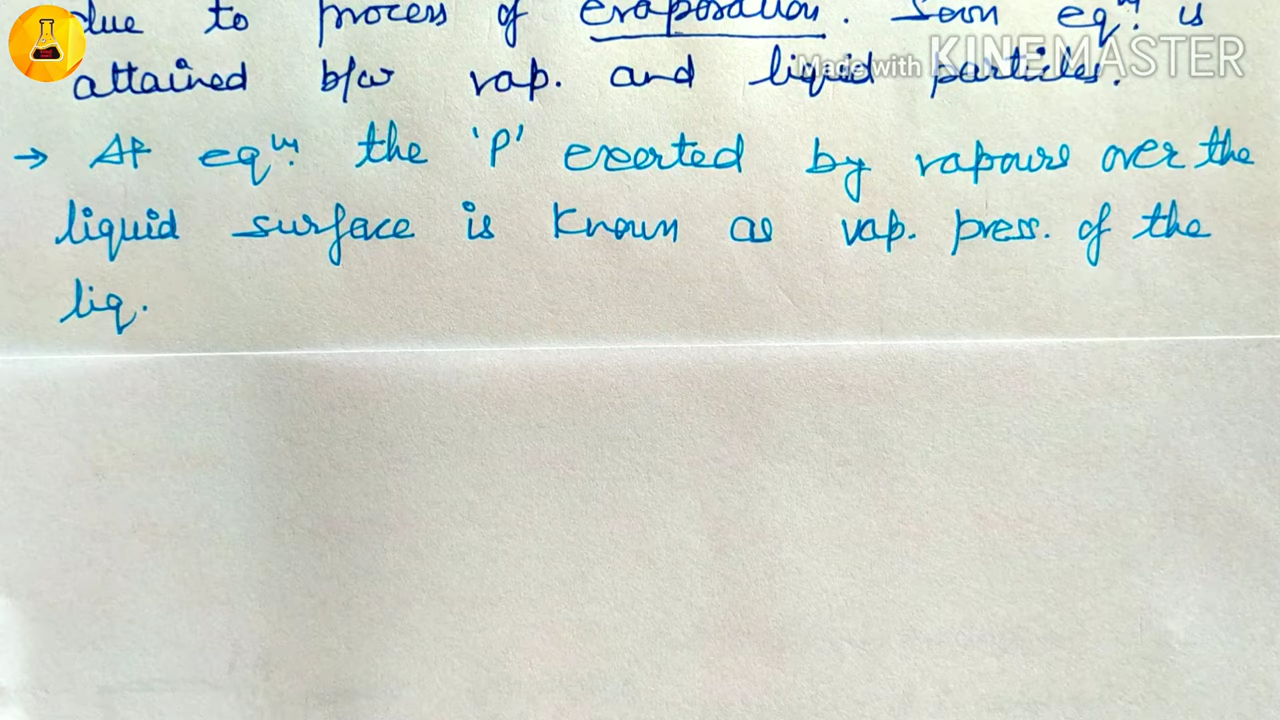 due to process of evaporation. Soon eqm. is
Made with KINEMASTER
attained b/w vap. and liquid particles.
→ At eqm. the 'P' exerted by vapours over the
liquid surface is known as vap. press. of the
liq.